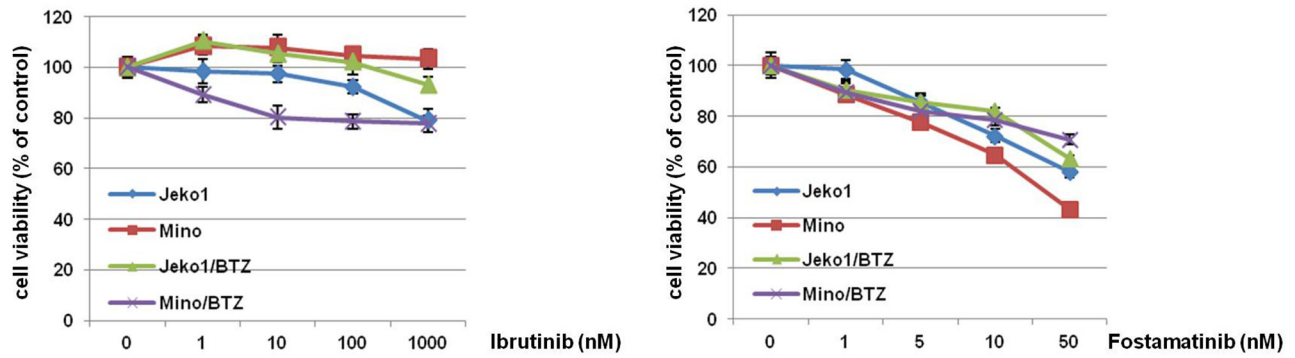 120
100
80
60
40
20
0
cell viability (% of control)
Jeko1
Mino
Jeko1/BTZ
Mino/BTZ
0 1 10 100 1000
Ibrutinib (nM)
120
100
80
60
40
20
0
cell viability (% of control)
Jeko1
Mino
Jeko1/BTZ
Mino/BTZ
0 1 5 10 50
Fostamatinib (nM)